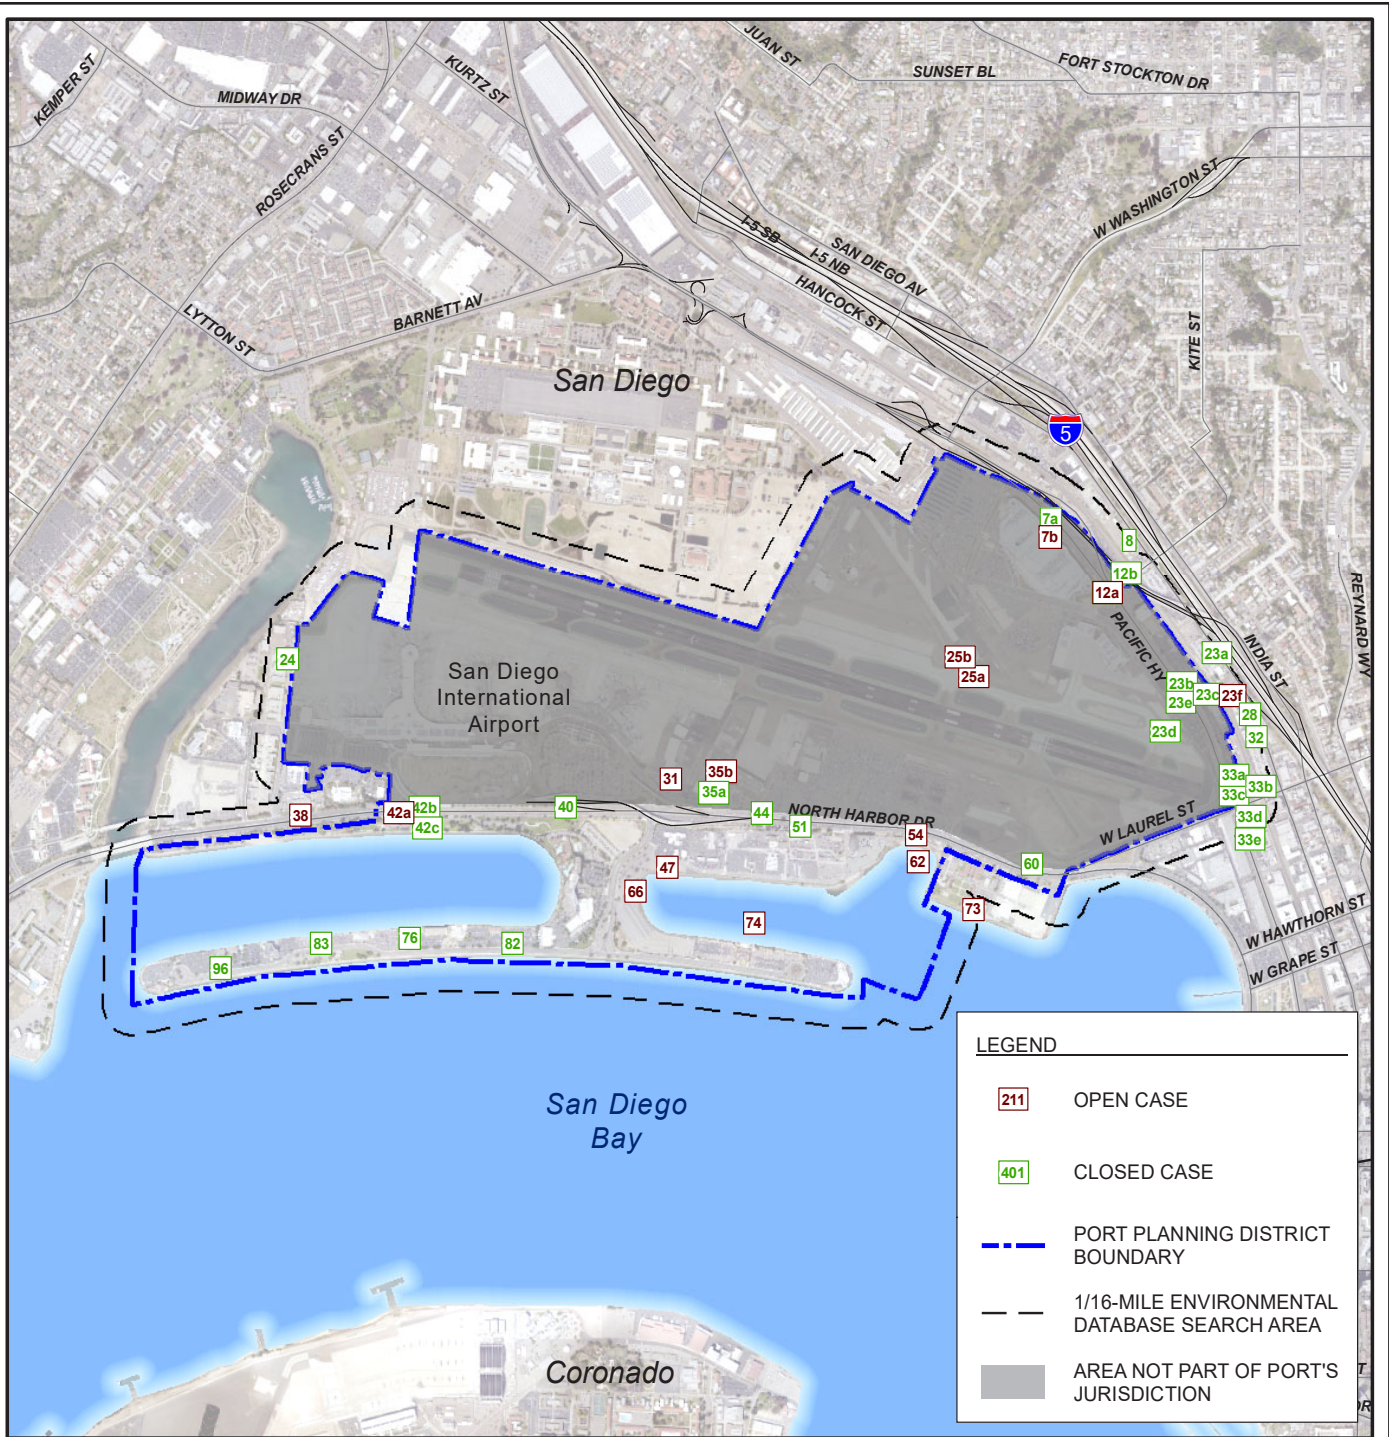 JUAN ST
SUNSET BL
FORT STOCKTON DR
KEMPER ST
MIDWAY DR
KURTZ ST
ROSECRANS ST
W WASHINGTON ST
I-5 SB
I-5 NB
SAN DIEGO AV
HANCOCK ST
LYTTON ST
BARNETT AV
KITE ST
San Diego
5
7a
7b
8
12b
12a
REYNARD WY
PACIFIC HY
INDIA ST
24
San Diego
International
Airport
25b
25a
23a
23b
23c
23f
23e
28
23d
32
31
35b
35a
33a
33b
33c
33d
33e
38
42a
42b
42c
40
44
51
NORTH HARBOR DR
54
W LAUREL ST
62
60
47
66
73
74
W HAWTHORN ST
W GRAPE ST
96
83
76
82
San Diego
Bay
Coronado
LEGEND
211
OPEN CASE
401
CLOSED CASE
PORT PLANNING DISTRICT
BOUNDARY
1/16-MILE ENVIRONMENTAL
DATABASE SEARCH AREA
AREA NOT PART OF PORT'S
JURISDICTION